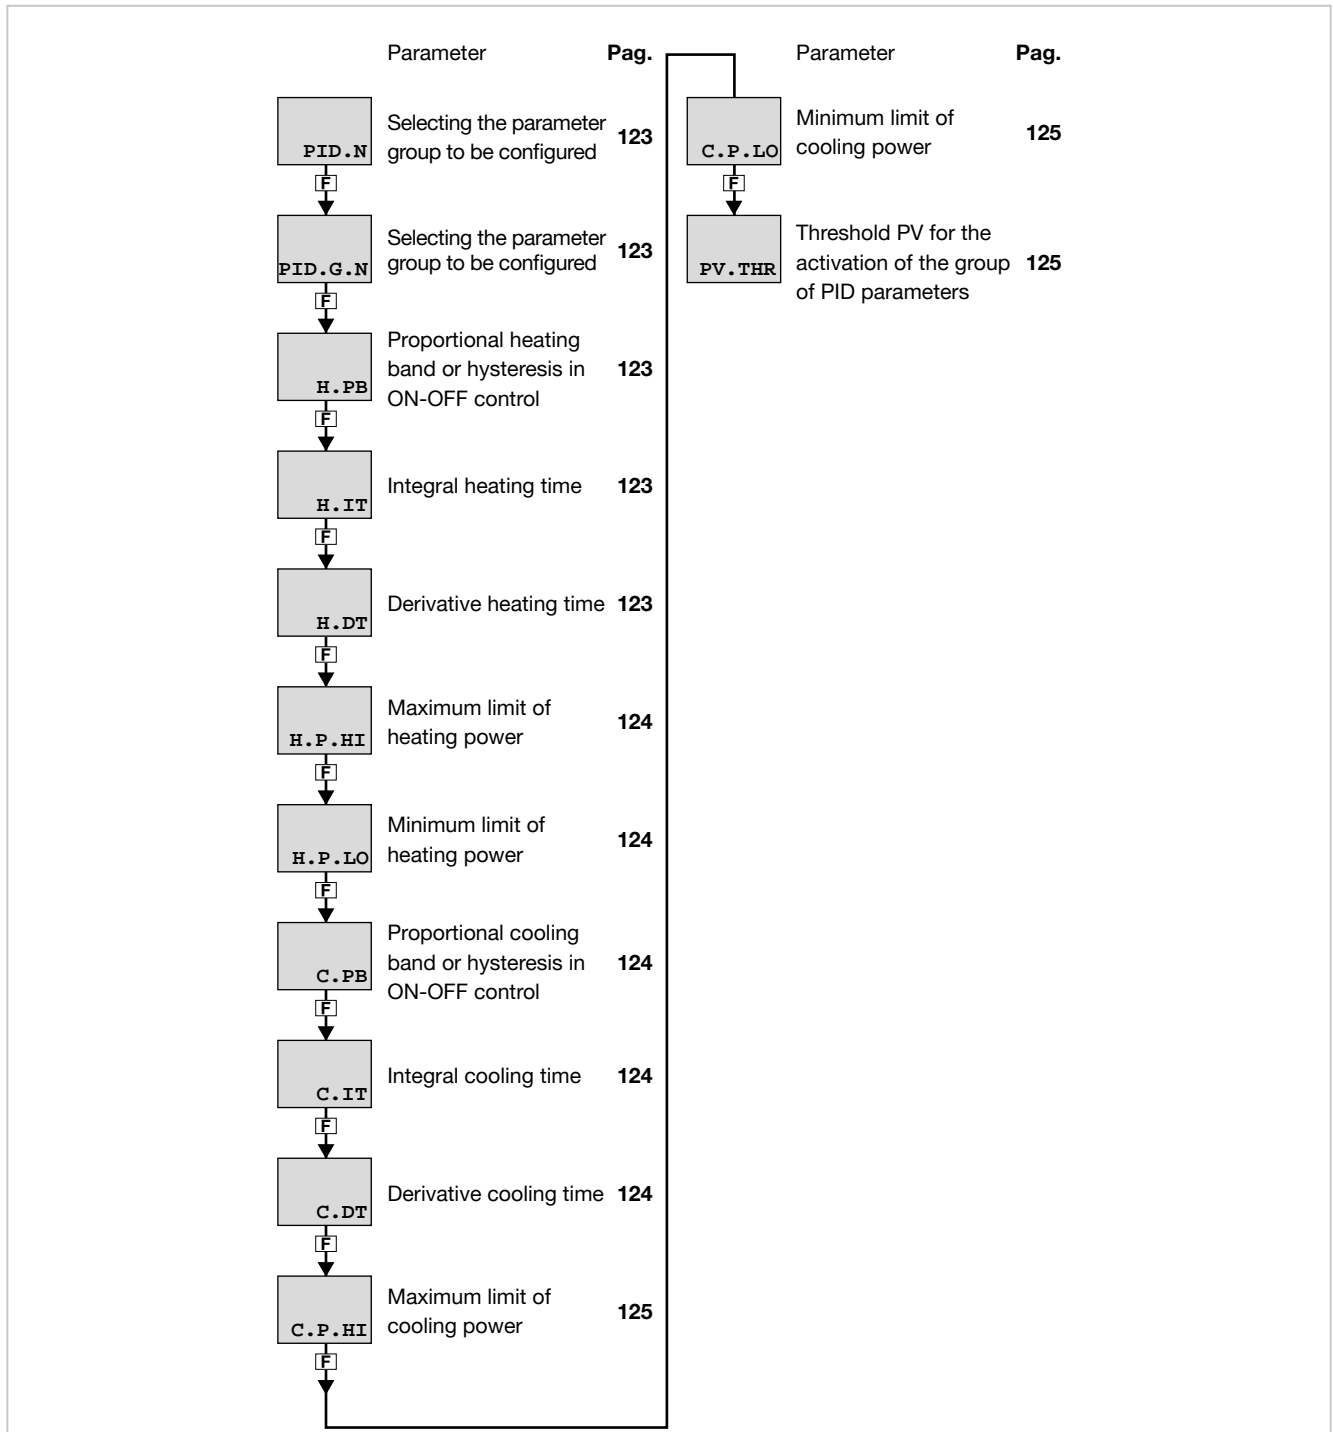 Parameter Pag.
PID.N
Selecting the parameter
group to be configured
123
F
PID.G.N
Selecting the parameter
group to be configured
123
F
H.PB
Proportional heating
band or hysteresis in
ON-OFF control
123
F
H.IT
Integral heating time 123
F
H.DT
Derivative heating time 123
F
H.P.HI
Maximum limit of
heating power
124
F
H.P.LO
Minimum limit of
heating power
124
F
C.PB
Proportional cooling
band or hysteresis in
ON-OFF control
124
F
C.IT
Integral cooling time 124
F
C.DT
Derivative cooling time 124
F
C.P.HI
Maximum limit of
cooling power
125
F
Parameter Pag.
C.P.LO
Minimum limit of
cooling power
125
F
PV.THR
Threshold PV for the
activation of the group
of PID parameters
125